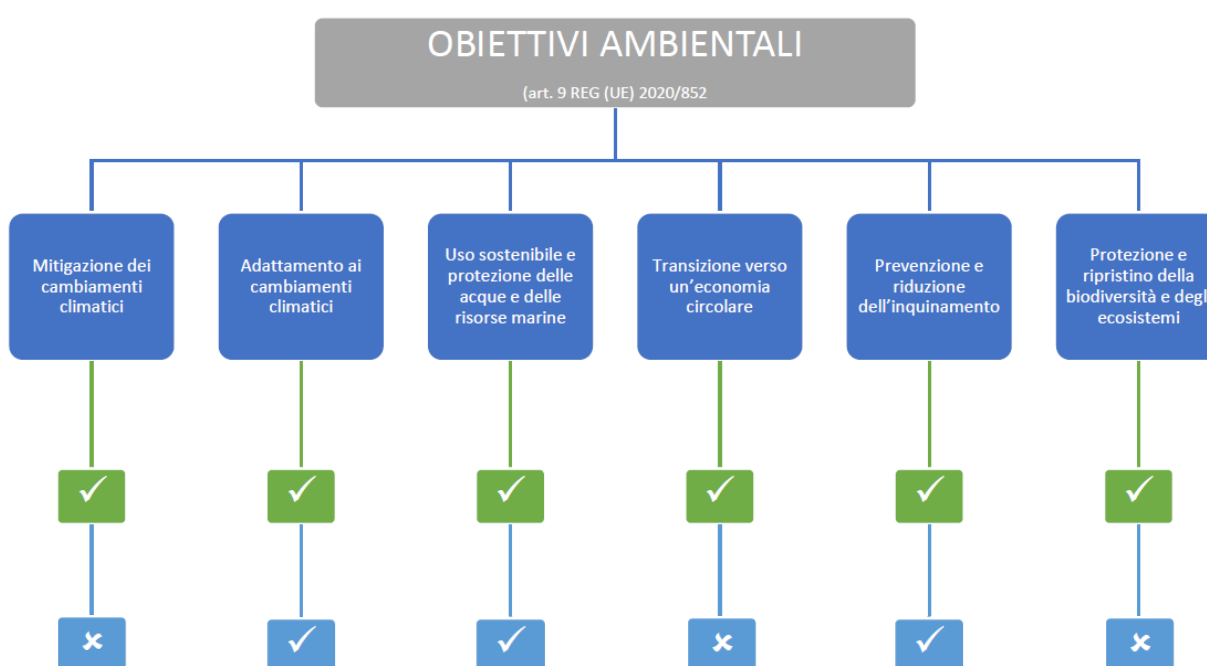 OBIETTIVI AMBIENTALI
(art. 9 REG (UE) 2020/852
Mitigazione dei
cambiamenti
climatici
Adattamento ai
cambiamenti
climatici
Uso sostenibile e
protezione delle
acque e delle
risorse marine
Transizione verso
un’economia
circolare
Prevenzione e
riduzione
dell’inquinamento
Protezione e
ripristino della
biodiversità e degl
ecosistemi
✓ ✓ ✓ ✓ ✓ ✓
✗ ✓ ✓ ✗ ✓ ✗